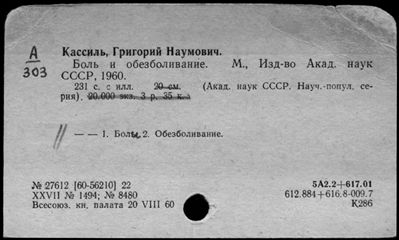 А
303
Кассиль, Григорий Наумович.
Боль и обезболивание. М., Изд-во Акад. наук
СССР, 1960.
231 с. с илл. 20 см. (Акад. наук СССР. Науч.-попул. се-
рия). 20.000 экз. 3 р. 35 к.
— — 1. Боль. 2. Обезболивание.
№ 27612 [60-56210] 22
XXVII № 1494; № 8480
Всесоюз. кн. палата 20 VIII 60
5А2.2+617.01
612.884+616.8-009.7
К286